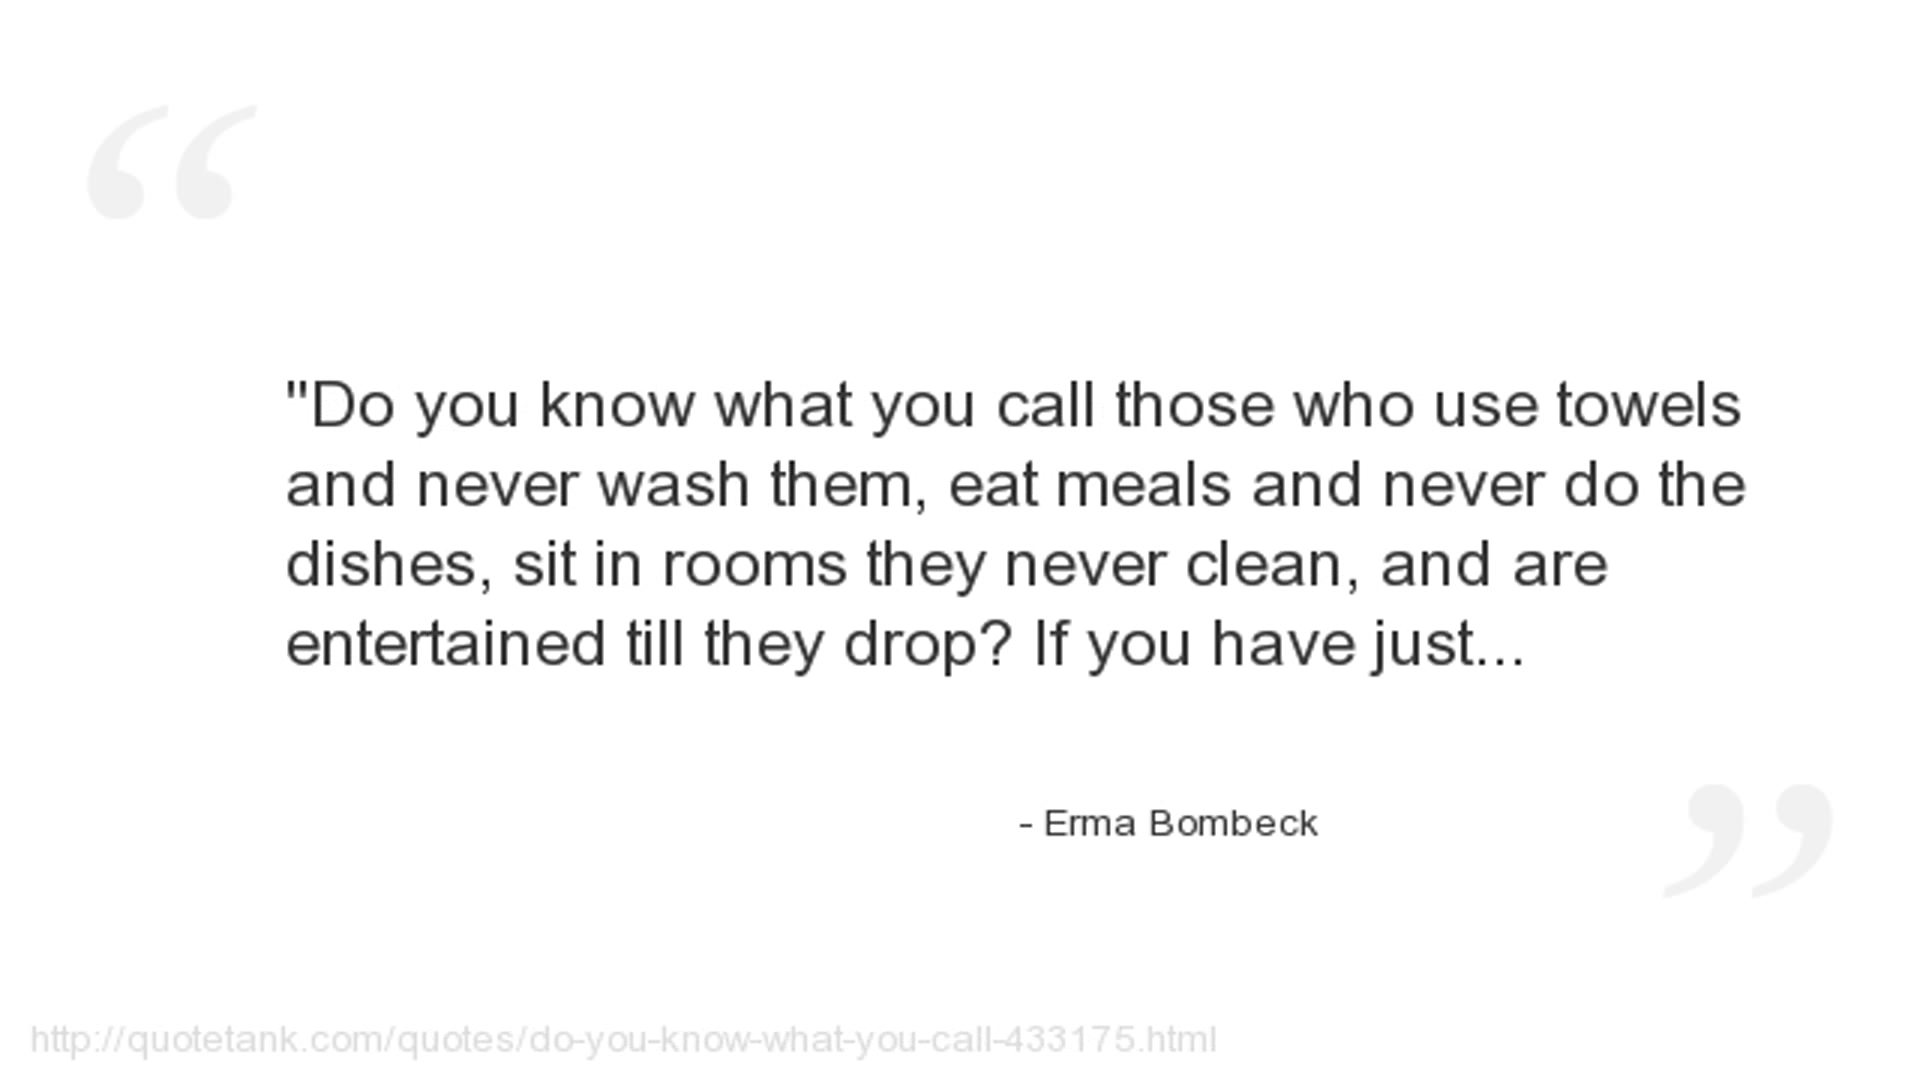 "Do you know what you call those who use towels
and never wash them, eat meals and never do the
dishes, sit in rooms they never clean, and are
entertained till they drop? If you have just...
- Erma Bombeck
http://quotetank.com/quotes/do-you-know-what-you-call-433175.html